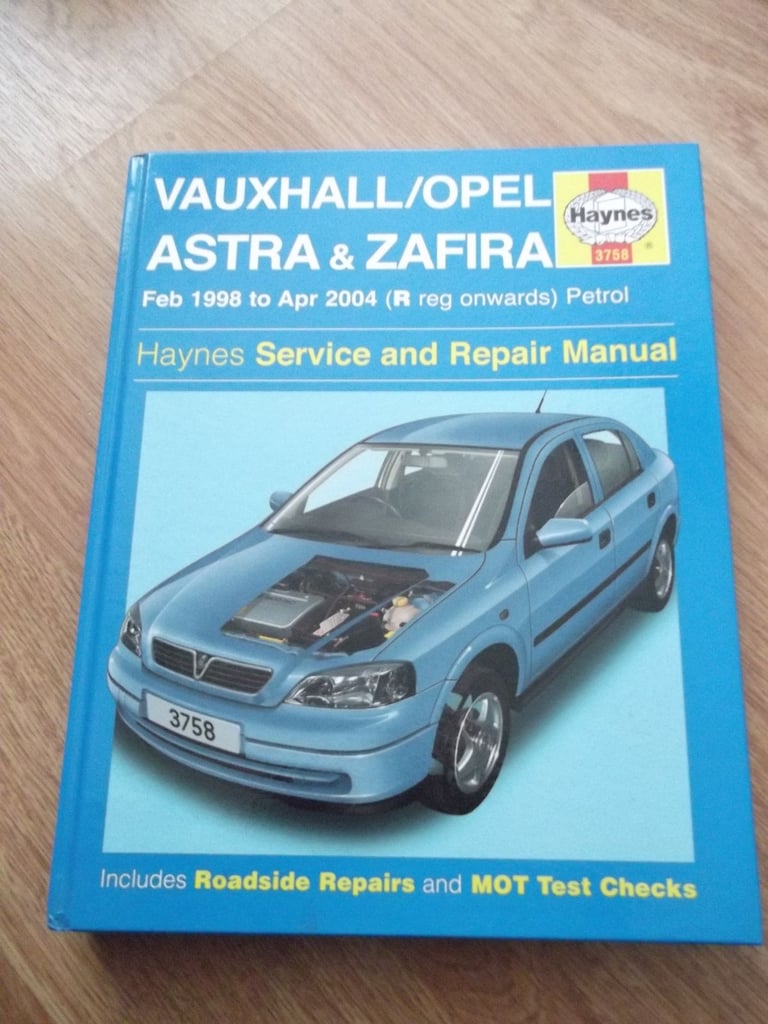 VAUXHALL/OPEL
ASTRA & ZAFIRA
Haynes
®
3758
Feb 1998 to Apr 2004 (R reg onwards) Petrol
Haynes Service and Repair Manual
3758
Includes Roadside Repairs and MOT Test Checks